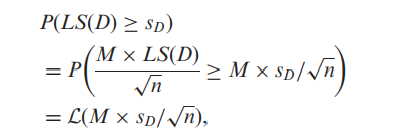 P(LS(D) ≥ s_D)
= P(M × LS(D) / √n ≥ M × s_D/√n)
= ℒ(M × s_D/√n),